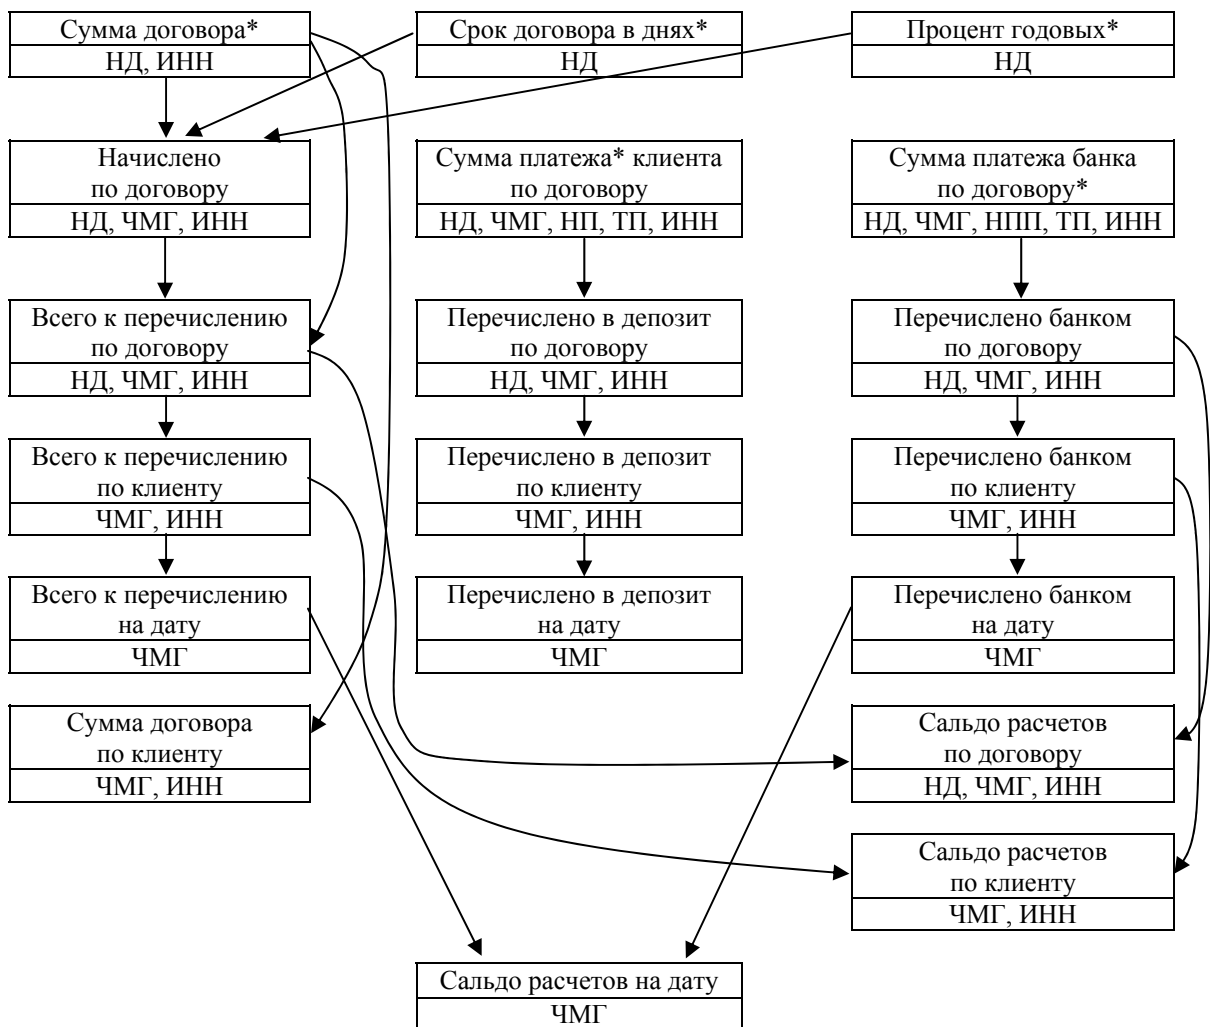 Сумма договора*
НД, ИНН
Срок договора в днях*
НД
Процент годовых*
НД
Начислено
по договору
НД, ЧМГ, ИНН
Сумма платежа* клиента
по договору
НД, ЧМГ, НП, ТП, ИНН
Сумма платежа банка
по договору*
НД, ЧМГ, НПП, ТП, ИНН
Всего к перечислению
по договору
НД, ЧМГ, ИНН
Перечислено в депозит
по договору
НД, ЧМГ, ИНН
Перечислено банком
по договору
НД, ЧМГ, ИНН
Всего к перечислению
по клиенту
ЧМГ, ИНН
Перечислено в депозит
по клиенту
ЧМГ, ИНН
Перечислено банком
по клиенту
ЧМГ, ИНН
Всего к перечислению
на дату
ЧМГ
Перечислено в депозит
на дату
ЧМГ
Перечислено банком
на дату
ЧМГ
Сумма договора
по клиенту
ЧМГ, ИНН
Сальдо расчетов
по договору
НД, ЧМГ, ИНН
Сальдо расчетов
по клиенту
ЧМГ, ИНН
Сальдо расчетов на дату
ЧМГ